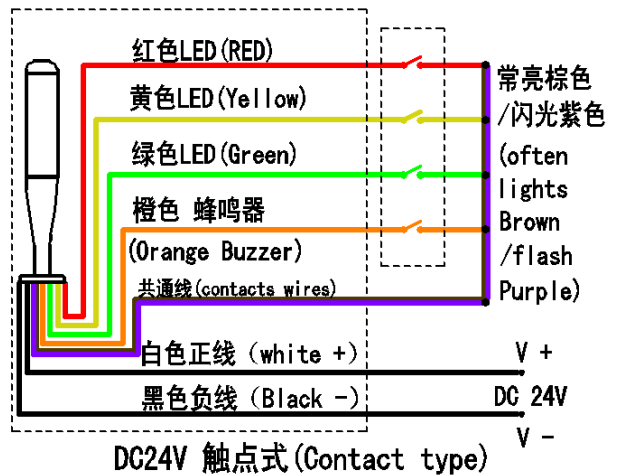 红色LED(RED)
黄色LED(Yellow)
绿色LED(Green)
橙色 蜂鸣器
(Orange Buzzer)
共通线(contacts wires)
常亮棕色
/闪光紫色
(often
lights
Brown
/flash
Purple)
白色正线 (white +)
V +
黑色负线 (Black -)
DC 24V
V -
DC24V 触点式(Contact type)